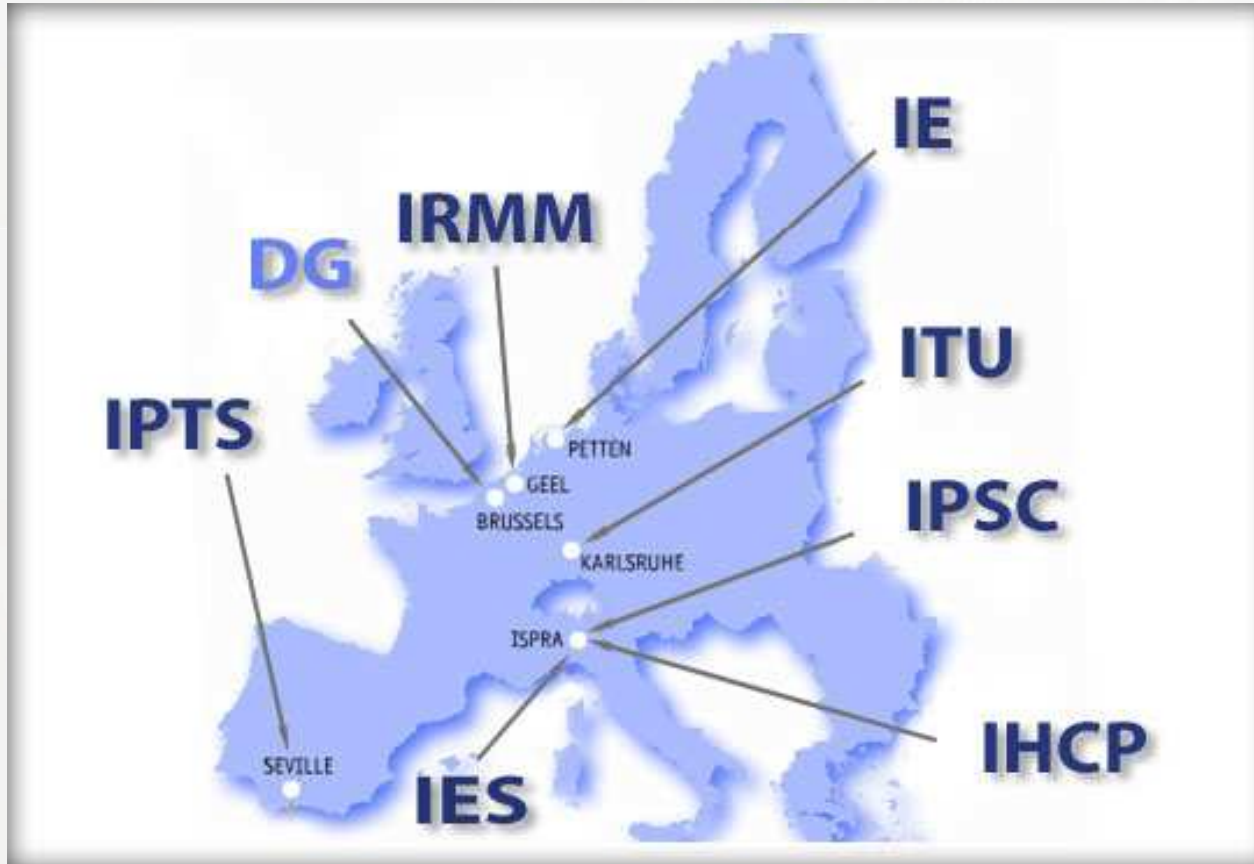 IE
IRMM
DG
ITU
IPTS
PETTEN
GEEL
IPSC
BRUSSELS
KARLSRUHE
ISPRA
IHCP
SEVILLE
IES